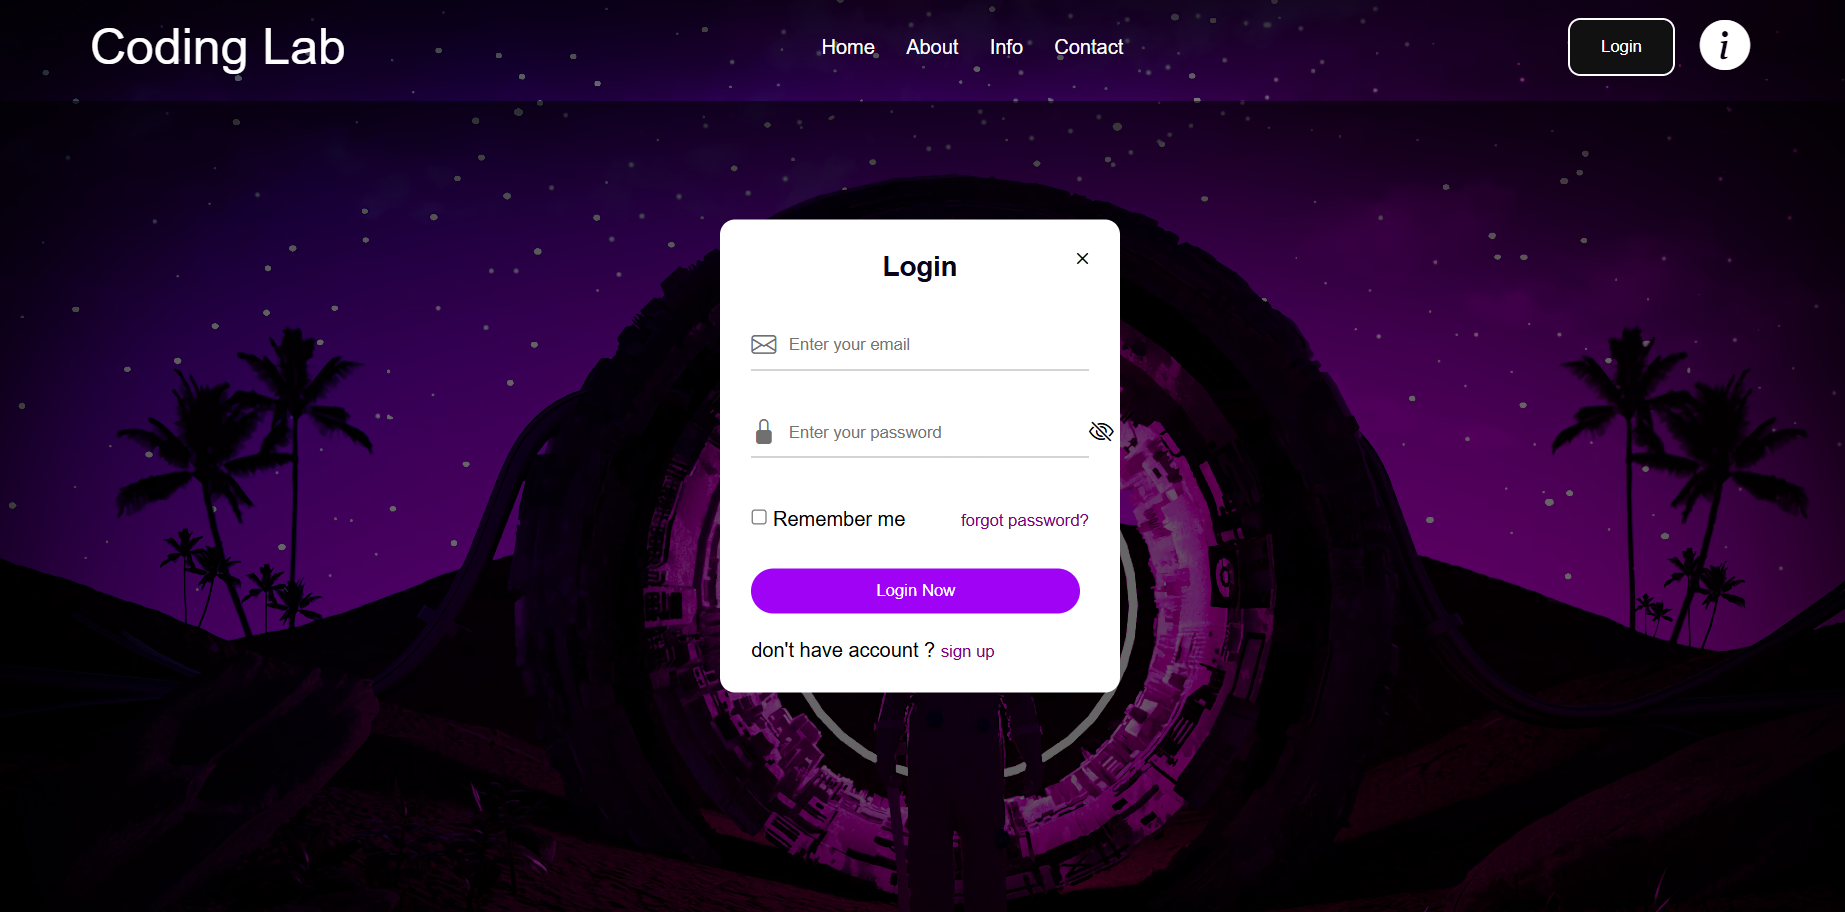 Coding Lab
Home About Info Contact
Login
i
Login
Enter your email
Enter your password
Remember me forgot password?
Login Now
don't have account ? sign up